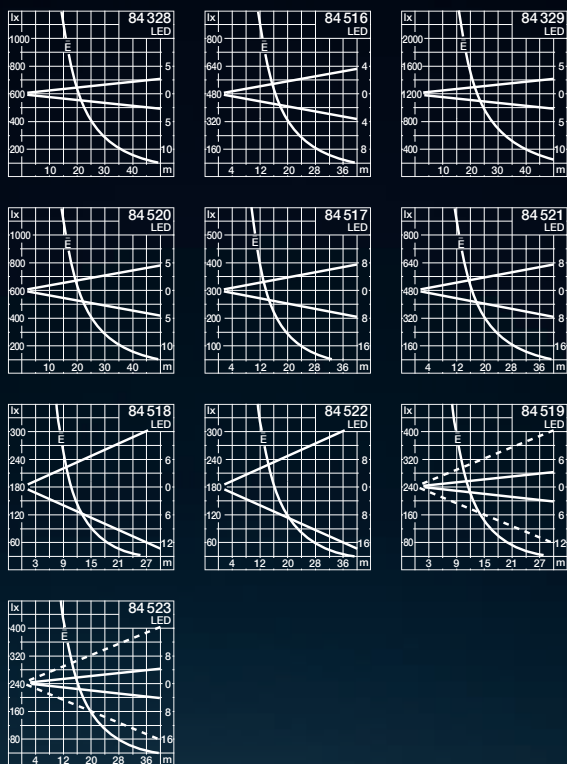 lx 84 328
LED
E
1000
800 5
600 0
400 5
200 10
10 20 30 40 m
lx 84 516
LED
E
800
640 4
480 0
320 4
160 8
4 12 20 28 36 m
lx 84 329
LED
E
2000
1600 5
1200 0
800 5
400 10
10 20 30 40 m
lx 84 520
LED
E
1000
800 5
600 0
400 5
200 10
10 20 30 40 m
lx 84 517
LED
E
500
400 8
300 0
200 8
100 16
4 12 20 28 36 m
lx 84 521
LED
E
800
640 8
480 0
320 8
160 16
4 12 20 28 36 m
lx 84 518
LED
E
300
240 6
180 0
120 6
60 12
3 9 15 21 27 m
lx 84 522
LED
E
300
240 8
180 0
120 8
60 16
4 12 20 28 36 m
lx 84 519
LED
E
400
320 6
240 0
160 6
80 12
3 9 15 21 27 m
lx 84 523
LED
E
400
320 8
240 0
160 8
80 16
4 12 20 28 36 m